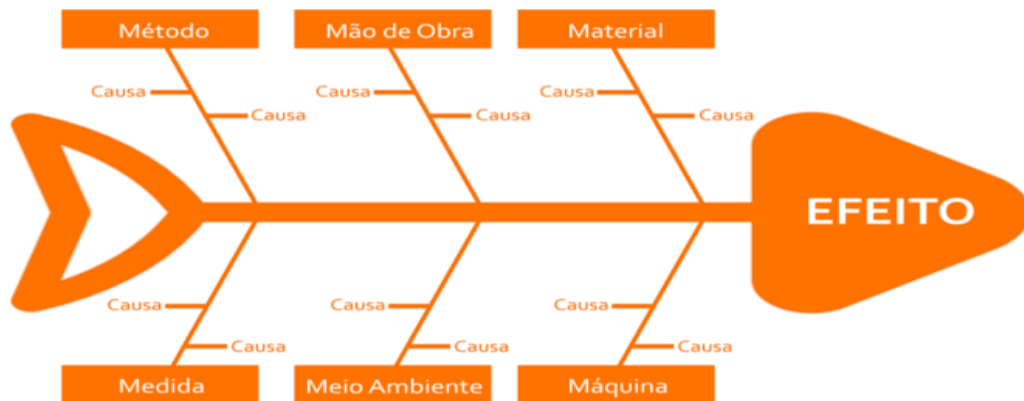 Método
Mão de Obra
Material
Causa
Causa
Causa
Causa
Causa
Causa
EFEITO
Causa
Causa
Causa
Causa
Causa
Causa
Medida
Meio Ambiente
Máquina